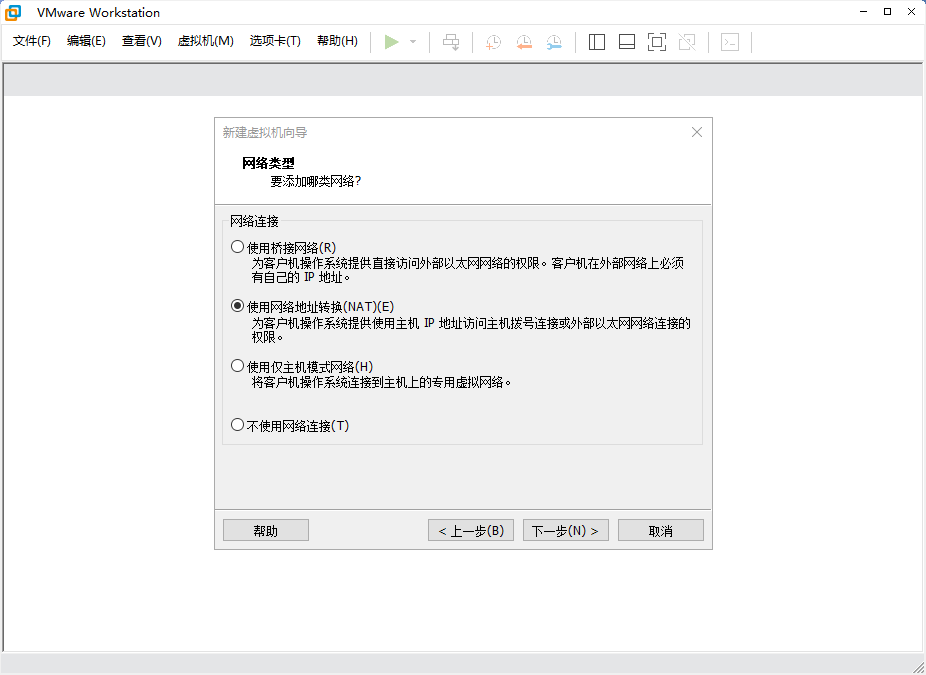 VMware Workstation
文件(F) 编辑(E) 查看(V) 虚拟机(M) 选项卡(T) 帮助(H)
新建虚拟机向导
网络类型
要添加哪类网络?
网络连接
使用桥接网络(R)
为客户机操作系统提供直接访问外部以太网网络的权限。客户机在外部网络上必须
有自己的 IP 地址。
使用网络地址转换(NAT)(E)
为客户机操作系统提供使用主机 IP 地址访问主机拨号连接或外部以太网网络连接的
权限。
使用仅主机模式网络(H)
将客户机操作系统连接到主机上的专用虚拟网络。
不使用网络连接(T)
帮助 < 上一步(B) 下一步(N) > 取消